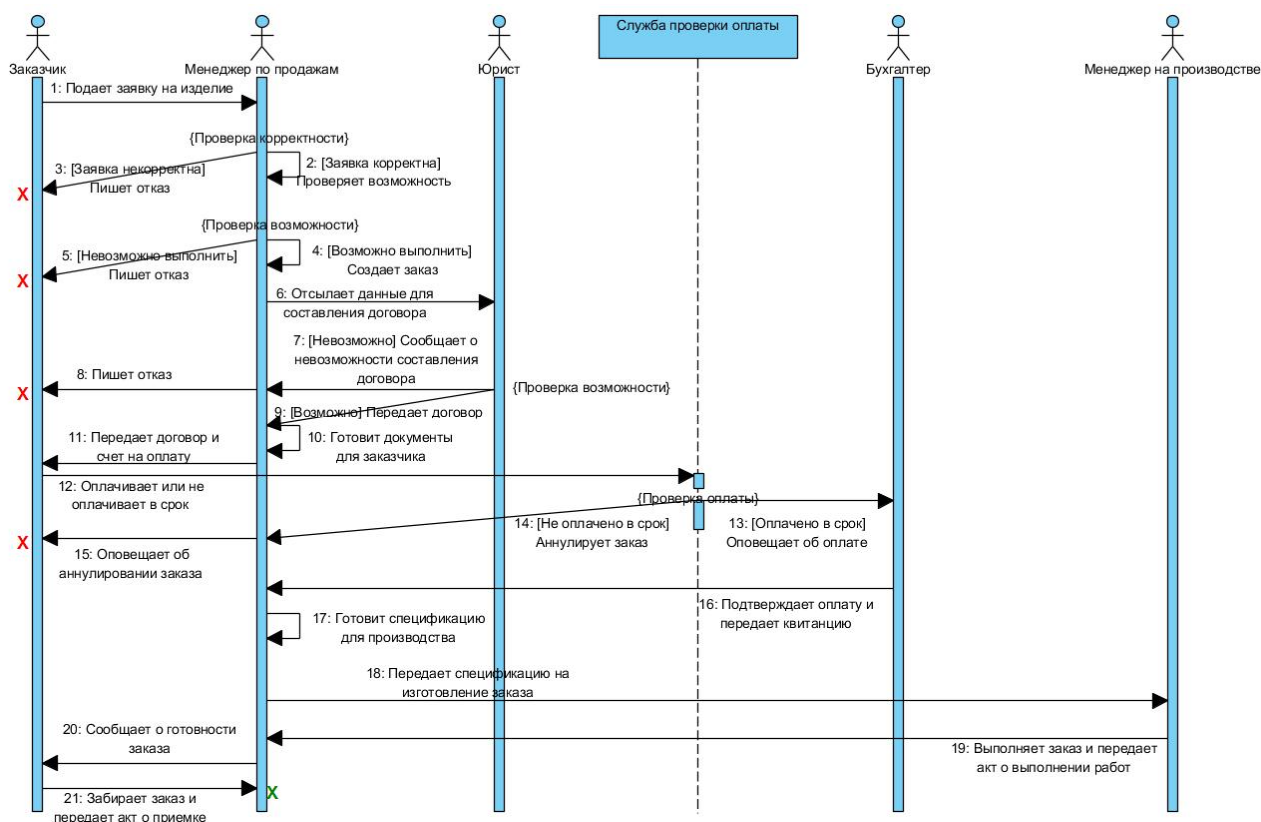 Служба проверки оплаты
Заказчик
Менеджер по продажам
Юрист
Бухгалтер
Менеджер на производстве
1: Подает заявку на изделие
{Проверка корректности}
2: [Заявка корректна]
Проверяет возможность
3: [Заявка некорректна]
Пишет отказ
X
{Проверка возможности}
4: [Возможно выполнить]
Создает заказ
5: [Невозможно выполнить]
Пишет отказ
X
6: Отсылает данные для
составления договора
7: [Невозможно] Сообщает о
невозможности составления
договора
8: Пишет отказ
X
{Проверка возможности}
9: [Возможно] Передает договор
10: Готовит документы
для заказчика
11: Передает договор и
счет на оплату
12: Оплачивает или не
оплачивает в срок
{Проверка оплаты}
13: [Оплачено в срок]
Оповещает об оплате
14: [Не оплачено в срок]
Аннулирует заказ
X
15: Оповещает об
аннулировании заказа
16: Подтверждает оплату и
передает квитанцию
17: Готовит спецификацию
для производства
18: Передает спецификацию на
изготовление заказа
19: Выполняет заказ и передает
акт о выполнении работ
20: Сообщает о готовности
заказа
X
21: Забирает заказ и
передает акт о приемке